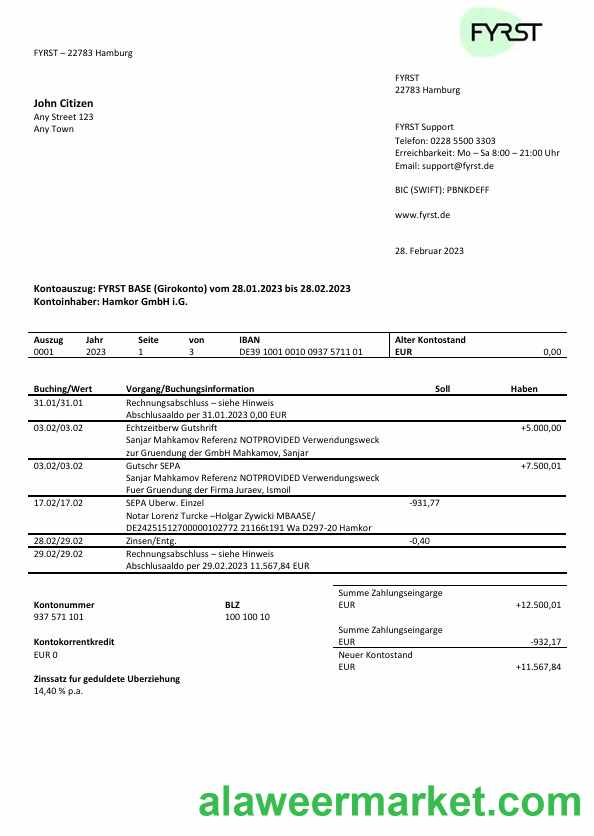 FYRST
FYRST – 22783 Hamburg
FYRST
22783 Hamburg
John Citizen
Any Street 123
Any Town
FYRST Support
Telefon: 0228 5500 3303
Erreichbarkeit: Mo – Sa 8:00 – 21:00 Uhr
Email: support@fyrst.de
BIC (SWIFT): PBNKDEFF
www.fyrst.de
28. Februar 2023
Kontoauszug: FYRST BASE (Girokonto) vom 28.01.2023 bis 28.02.2023
Kontoinhaber: Hamkor GmbH i.G.
Auszug Jahr Seite von IBAN Alter Kontostand
0001 2023 1 3 DE39 1001 0010 0937 5711 01 EUR 0,00
Buching/Wert Vorgang/Buchungsinformation Soll Haben
31.01/31.01 Rechnungsabschluss – siehe Hinweis
Abschlusaaldo per 31.01.2023 0,00 EUR
03.02/03.02 Echtzeitberw Gutshrift +5.000,00
Sanjar Mahkamov Referenz NOTPROVIDED Verwendungsweck
zur Gruendung der GmbH Mahkamov, Sanjar
03.02/03.02 Gutschr SEPA +7.500,01
Sanjar Mahkamov Referenz NOTPROVIDED Verwendungsweck
Fuer Gruendung der Firma Juraev, Ismoil
17.02/17.02 SEPA Uberw. Einzel -931,77
Notar Lorenz Turcke –Holgar Zywicki MBAASE/
DE24251512700000102772 21166t191 Wa D297-20 Hamkor
28.02/29.02 Zinsen/Entg. -0,40
29.02/29.02 Rechnungsabschluss – siehe Hinweis
Abschlusaaldo per 29.02.2023 11.567,84 EUR
Summe Zahlungseingarge
Kontonummer BLZ EUR +12.500,01
937 571 101 100 100 10
Summe Zahlungseingarge
Kontokorrentkredit EUR -932,17
EUR 0 Neuer Kontostand
EUR +11.567,84
Zinssatz fur geduldete Uberziehung
14,40 % p.a.
alaweermarket.com